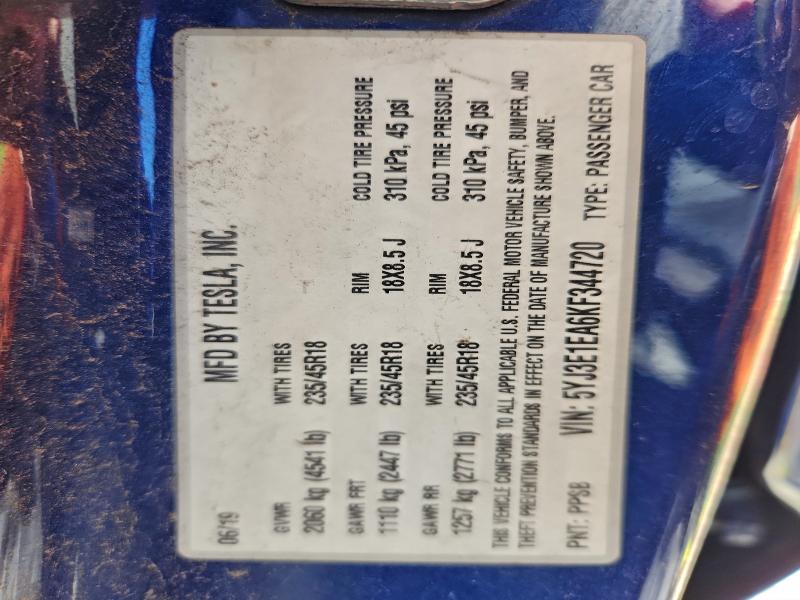 MFD BY TESLA, INC.
06/19
GVWR WITH TIRES
2060 kg (4541 lb) 235/45R18
GAWR FRT WITH TIRES RIM COLD TIRE PRESSURE
1110 kg (2447 lb) 235/45R18 18X8.5 J 310 kPa, 45 psi
GAWR RR WITH TIRES RIM COLD TIRE PRESSURE
1257 kg (2771 lb) 235/45R18 18X8.5 J 310 kPa, 45 psi
THIS VEHICLE CONFORMS TO ALL APPLICABLE U.S. FEDERAL MOTOR VEHICLE SAFETY, BUMPER, AND
THEFT PREVENTION STANDARDS IN EFFECT ON THE DATE OF MANUFACTURE SHOWN ABOVE.
PNT: PPSB VIN: 5YJ3E1EA6KF344720 TYPE: PASSENGER CAR